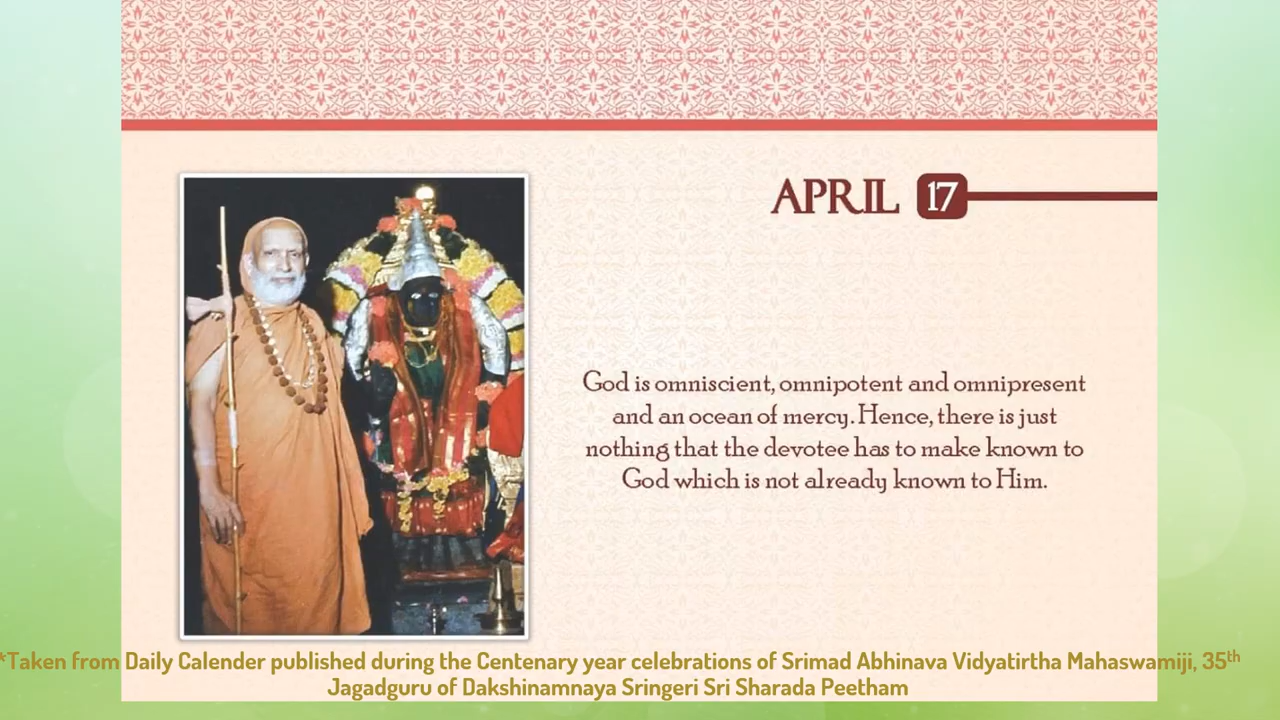 APRIL 17
God is omniscient, omnipotent and omnipresent
and an ocean of mercy. Hence, there is just
nothing that the devotee has to make known to
God which is not already known to Him.
*Taken from Daily Calender published during the Centenary year celebrations of Srimad Abhinava Vidyatirtha Mahaswamiji, 35th
Jagadguru of Dakshinamnaya Sringeri Sri Sharada Peetham